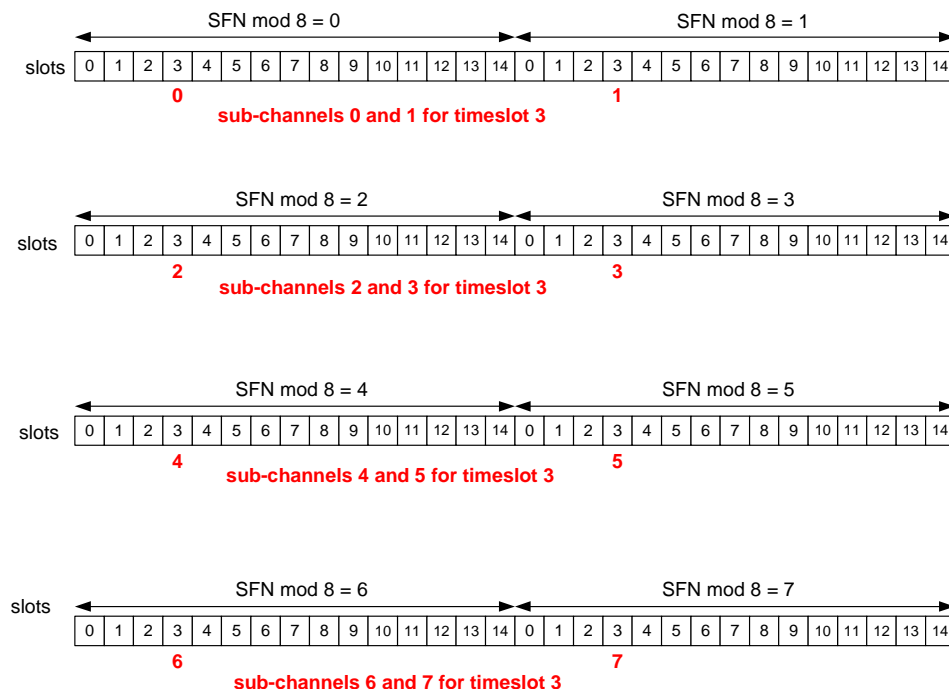 SFN mod 8 = 0 SFN mod 8 = 1
slots 0 1 2 3 4 5 6 7 8 9 10 11 12 13 14 0 1 2 3 4 5 6 7 8 9 10 11 12 13 14
0 1
sub-channels 0 and 1 for timeslot 3
SFN mod 8 = 2 SFN mod 8 = 3
slots 0 1 2 3 4 5 6 7 8 9 10 11 12 13 14 0 1 2 3 4 5 6 7 8 9 10 11 12 13 14
2 3
sub-channels 2 and 3 for timeslot 3
SFN mod 8 = 4 SFN mod 8 = 5
slots 0 1 2 3 4 5 6 7 8 9 10 11 12 13 14 0 1 2 3 4 5 6 7 8 9 10 11 12 13 14
4 5
sub-channels 4 and 5 for timeslot 3
SFN mod 8 = 6 SFN mod 8 = 7
slots
0 1 2 3 4 5 6 7 8 9 10 11 12 13 14 0 1 2 3 4 5 6 7 8 9 10 11 12 13 14
6 7
sub-channels 6 and 7 for timeslot 3